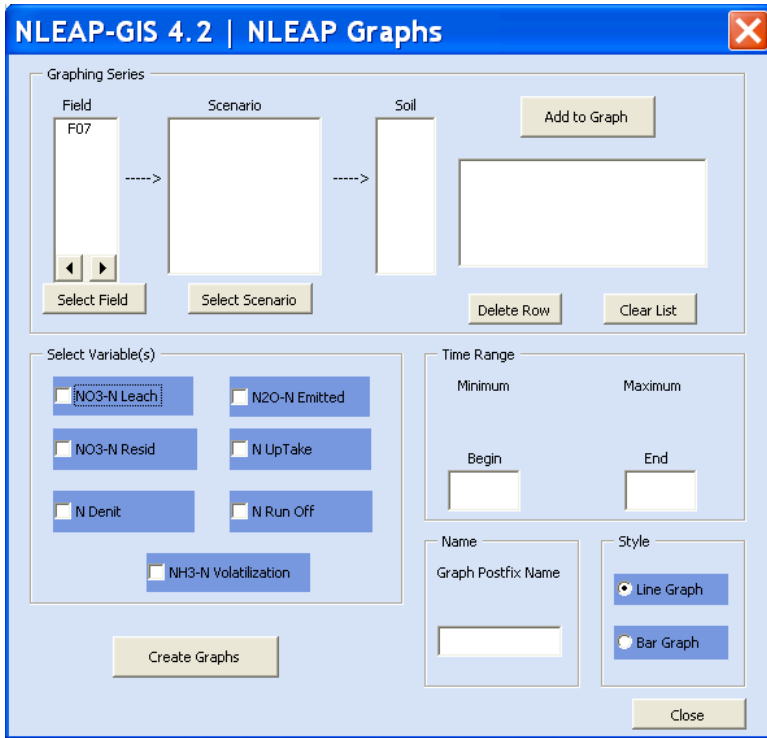 NLEAP-GIS 4.2 | NLEAP Graphs
Graphing Series
Field
Scenario
Soil
Add to Graph
F07
----->
----->
Select Field
Select Scenario
Delete Row
Clear List
Select Variable(s)
NO3-N Leach
N2O-N Emitted
NO3-N Resid
N UpTake
N Denit
N Run Off
NH3-N Volatilization
Time Range
Minimum
Maximum
Begin
End
Name
Graph Postfix Name
Style
Line Graph
Bar Graph
Create Graphs
Close